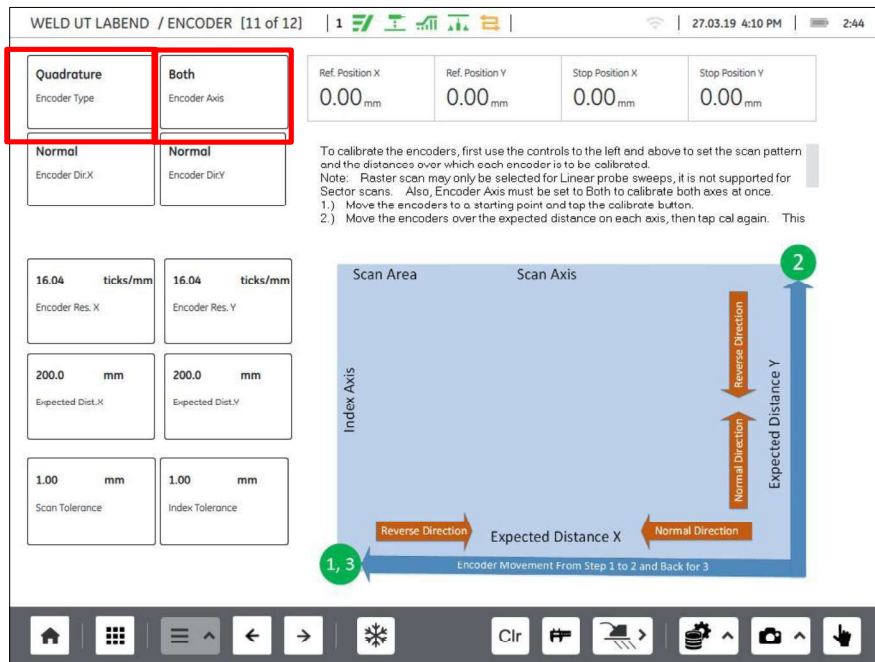 WELD UT LABEND / ENCODER [11 of 12]
1
27.03.19 4:10 PM
2:44
Quadrature
Encoder Type
Both
Encoder Axis
Ref. Position X
0.00 mm
Ref. Position Y
0.00 mm
Stop Position X
0.00 mm
Stop Position Y
0.00 mm
Normal
Encoder Dir.X
Normal
Encoder Dir.Y
To calibrate the encoders, first use the controls to the left and above to set the scan pattern
and the distances over which each encoder is to be calibrated.
Note: Raster scan may only be selected for Linear probe sweeps, it is not supported for
Sector scans. Also, Encoder Axis must be set to Both to calibrate both axes at once.
1.) Move the encoders to a starting point and tap the calibrate button.
2.) Move the encoders over the expected distance on each axis, then tap cal again. This
16.04 ticks/mm
Encoder Res. X
16.04 ticks/mm
Encoder Res. Y
200.0 mm
Expected Dist.X
200.0 mm
Expected Dist.Y
1.00 mm
Scan Tolerance
1.00 mm
Index Tolerance
Scan Area
Scan Axis
2
Index Axis
Reverse Direction
Normal Direction
Expected Distance Y
Reverse Direction
Expected Distance X
Normal Direction
1, 3
Encoder Movement From Step 1 to 2 and Back for 3
Clr